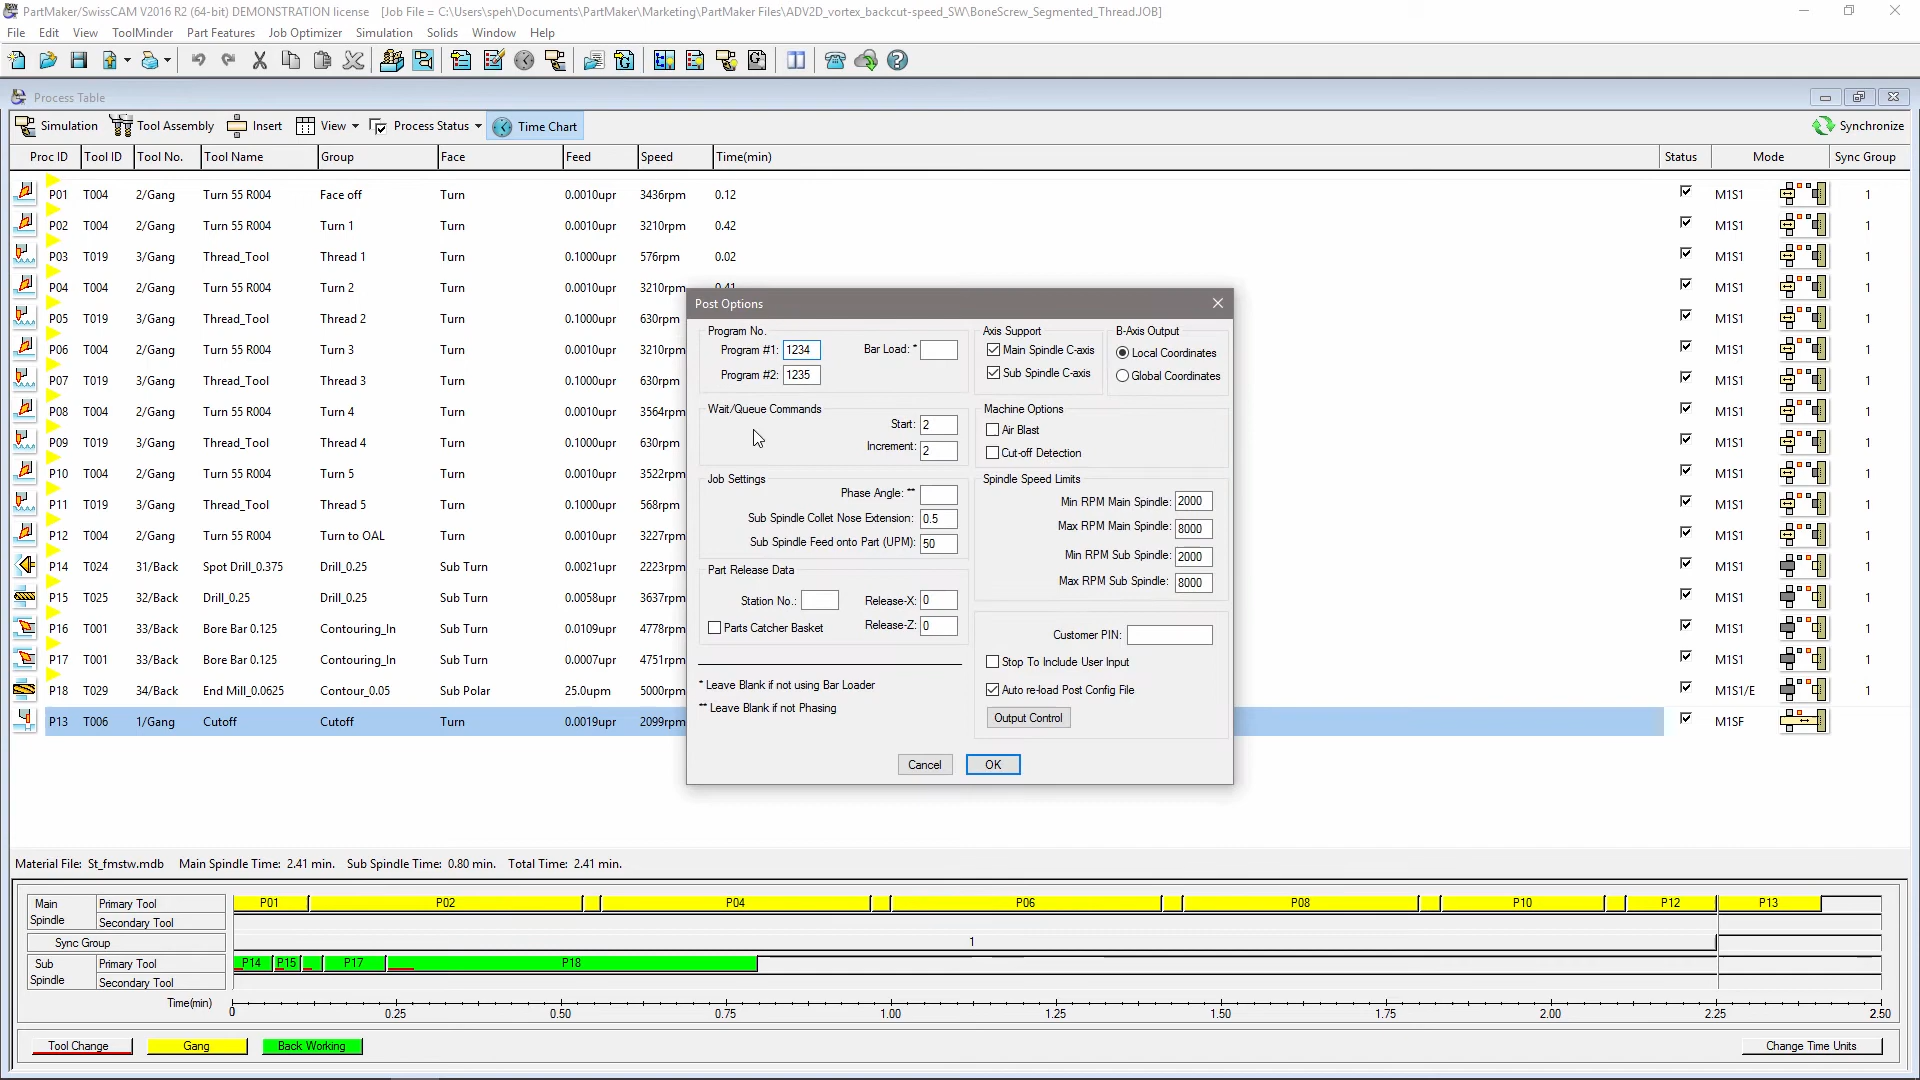 PartMaker/SwissCAM V2016 R2 (64-bit) DEMONSTRATION license [Job File = C:\Users\speh\Documents\PartMaker\Marketing\PartMaker Files\ADV2D_vortex_backcut-speed_SW\BoneScrew_Segmented_Thread.JOB]
File Edit View ToolMinder Part Features Job Optimizer Simulation Solids Window Help
Process Table
Simulation Tool Assembly Insert View Process Status Time Chart Synchronize
Proc ID Tool ID Tool No. Tool Name Group Face Feed Speed Time(min) Status Mode Sync Group
P01 T004 2/Gang Turn 55 R004 Face off Turn 0.0010upr 3436rpm 0.12 M1S1 1
P02 T004 2/Gang Turn 55 R004 Turn 1 Turn 0.0010upr 3210rpm 0.42 M1S1 1
P03 T019 3/Gang Thread_Tool Thread 1 Turn 0.1000upr 576rpm 0.02 M1S1 1
P04 T004 2/Gang Turn 55 R004 Turn 2 Turn 0.0010upr 3210rpm 0.41 M1S1 1
P05 T019 3/Gang Thread_Tool Thread 2 Turn 0.1000upr 630rpm M1S1 1
P06 T004 2/Gang Turn 55 R004 Turn 3 Turn 0.0010upr 3210rpm M1S1 1
P07 T019 3/Gang Thread_Tool Thread 3 Turn 0.1000upr 630rpm M1S1 1
P08 T004 2/Gang Turn 55 R004 Turn 4 Turn 0.0010upr 3564rpm M1S1 1
P09 T019 3/Gang Thread_Tool Thread 4 Turn 0.1000upr 630rpm M1S1 1
P10 T004 2/Gang Turn 55 R004 Turn 5 Turn 0.0010upr 3522rpm M1S1 1
P11 T019 3/Gang Thread_Tool Thread 5 Turn 0.1000upr 568rpm M1S1 1
P12 T004 2/Gang Turn 55 R004 Turn to OAL Turn 0.0010upr 3227rpm M1S1 1
P14 T024 31/Back Spot Drill_0.375 Drill_0.25 Sub Turn 0.0021upr 2223rpm M1S1 1
P15 T025 32/Back Drill_0.25 Drill_0.25 Sub Turn 0.0058upr 3637rpm M1S1 1
P16 T001 33/Back Bore Bar 0.125 Contouring_In Sub Turn 0.0109upr 4778rpm M1S1 1
P17 T001 33/Back Bore Bar 0.125 Contouring_In Sub Turn 0.0007upr 4751rpm M1S1 1
P18 T029 34/Back End Mill_0.0625 Contour_0.05 Sub Polar 25.0upm 5000rpm M1S1/E 1
P13 T006 1/Gang Cutoff Cutoff Turn 0.0019upr 2099rpm M1SF
Post Options
Program No. Axis Support B-Axis Output
Program #1: 1234 Bar Load: * Main Spindle C-axis Local Coordinates
Program #2: 1235 Sub Spindle C-axis Global Coordinates
Wait/Queue Commands Machine Options
Start: 2 Air Blast
Increment: 2 Cut-off Detection
Job Settings Spindle Speed Limits
Phase Angle: ** Min RPM Main Spindle: 2000
Sub Spindle Collet Nose Extension: 0.5 Max RPM Main Spindle: 8000
Sub Spindle Feed onto Part (UPM): 50 Min RPM Sub Spindle: 2000
Part Release Data Max RPM Sub Spindle: 8000
Station No.: Release-X: 0
Parts Catcher Basket Release-Z: 0 Customer PIN:
Stop To Include User Input
* Leave Blank if not using Bar Loader Auto re-load Post Config File
** Leave Blank if not Phasing Output Control
Cancel OK
Material File: St_fmstw.mdb Main Spindle Time: 2.41 min. Sub Spindle Time: 0.80 min. Total Time: 2.41 min.
Main Spindle Primary Tool P01 P02 P04 P06 P08 P10 P12 P13
Secondary Tool
Sync Group 1
Sub Spindle Primary Tool P14 P15 P17 P18
Secondary Tool
Time(min) 0 0.25 0.50 0.75 1.00 1.25 1.50 1.75 2.00 2.25 2.50
Tool Change Gang Back Working Change Time Units